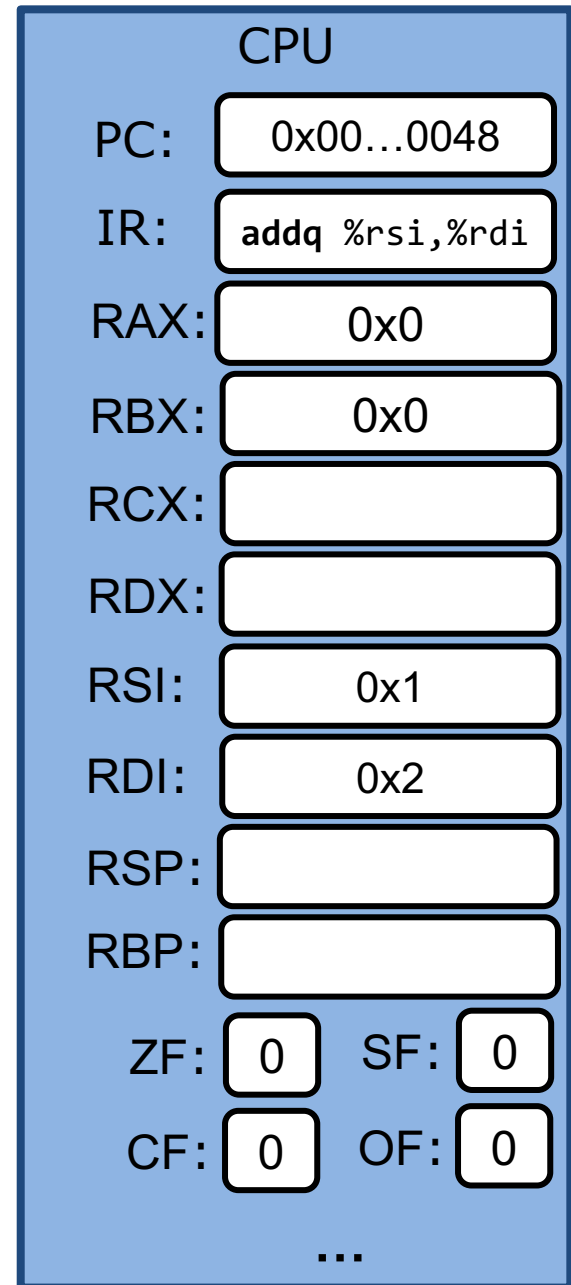 CPU
PC: 0x00...0048
IR: addq %rsi,%rdi
RAX: 0x0
RBX: 0x0
RCX:
RDX:
RSI: 0x1
RDI: 0x2
RSP:
RBP:
ZF: 0 SF: 0
CF: 0 OF: 0
...